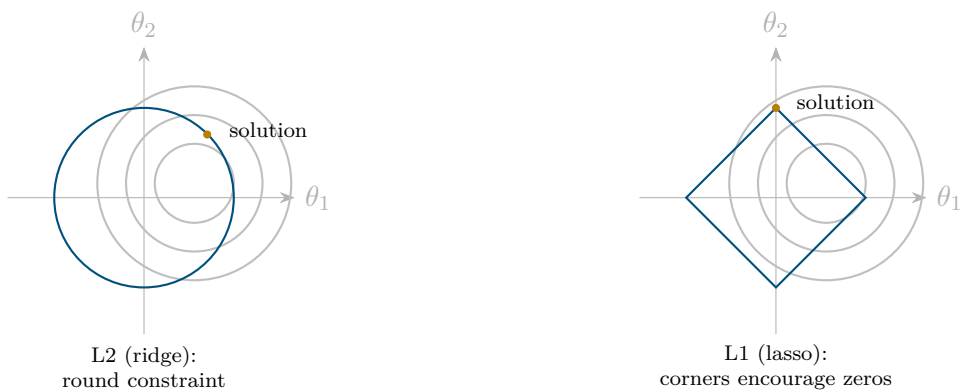 θ₂
solution
θ₁
L2 (ridge):
round constraint
θ₂
solution
θ₁
L1 (lasso):
corners encourage zeros